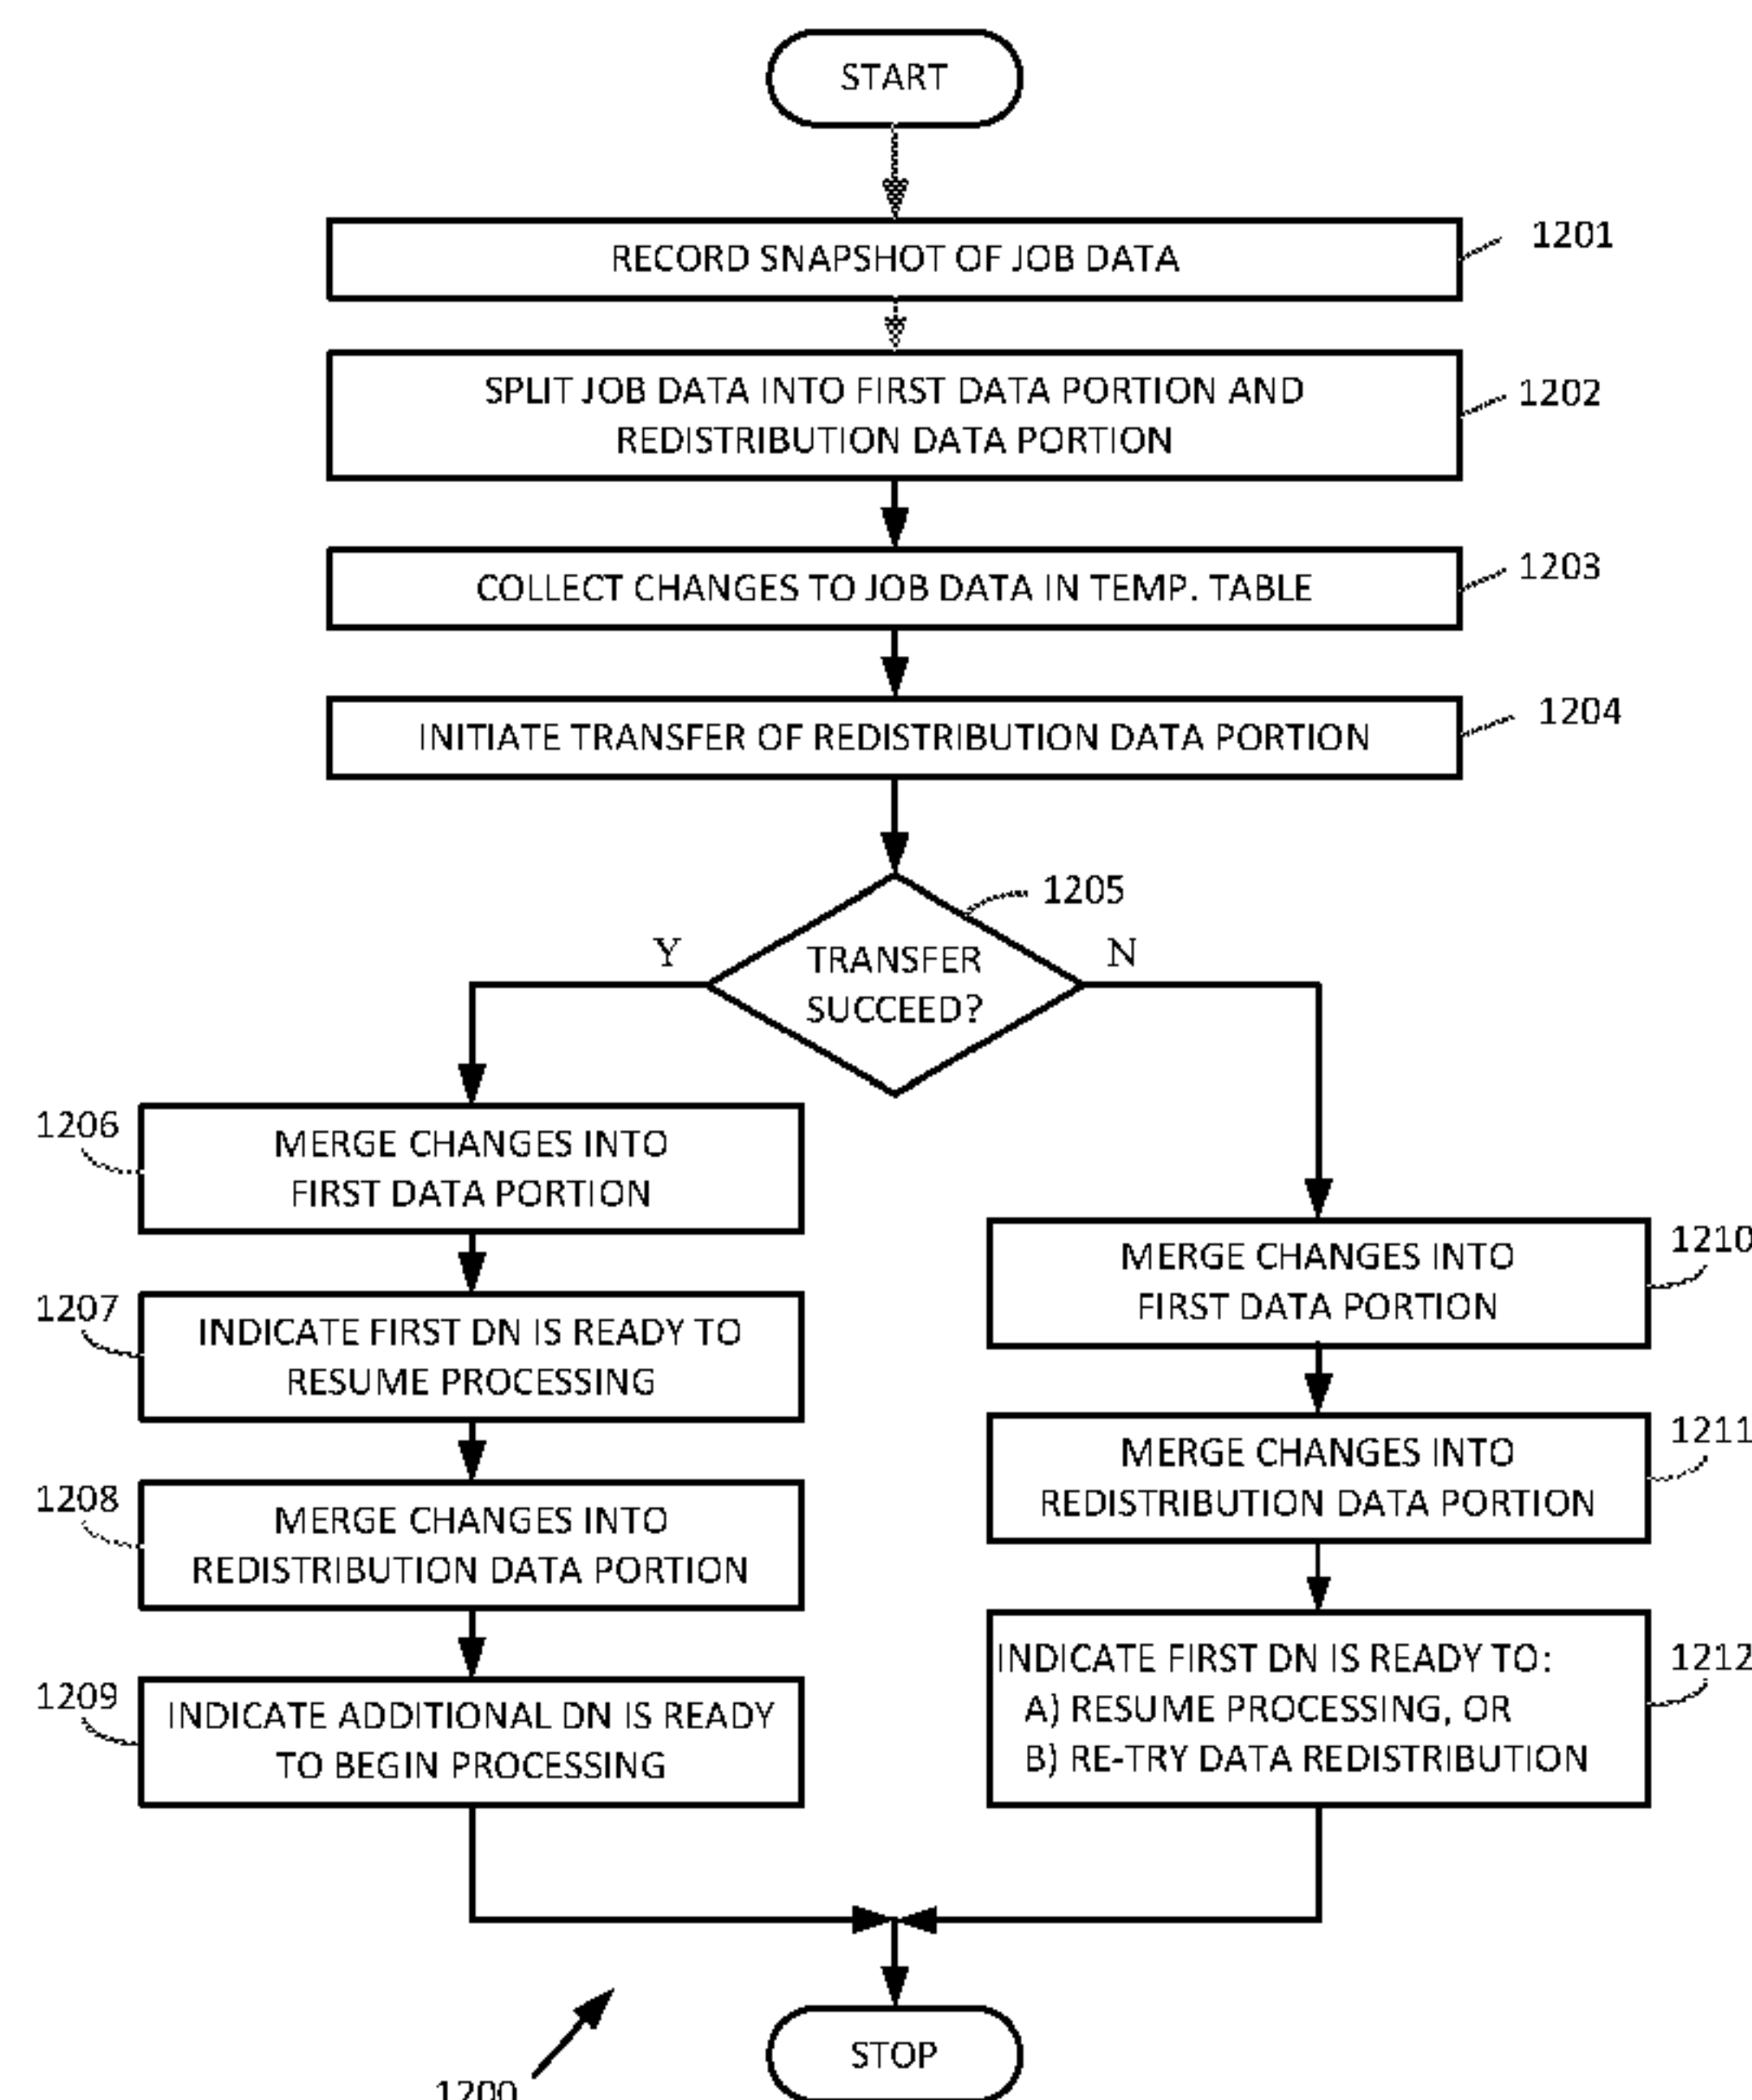 START
RECORD SNAPSHOT OF JOB DATA
1201
SPLIT JOB DATA INTO FIRST DATA PORTION AND
REDISTRIBUTION DATA PORTION
1202
COLLECT CHANGES TO JOB DATA IN TEMP. TABLE
1203
INITIATE TRANSFER OF REDISTRIBUTION DATA PORTION
1204
1205
TRANSFER
SUCCEED?
Y
N
1206
MERGE CHANGES INTO
FIRST DATA PORTION
1207
INDICATE FIRST DN IS READY TO
RESUME PROCESSING
1208
MERGE CHANGES INTO
REDISTRIBUTION DATA PORTION
1209
INDICATE ADDITIONAL DN IS READY
TO BEGIN PROCESSING
1210
MERGE CHANGES INTO
FIRST DATA PORTION
1211
MERGE CHANGES INTO
REDISTRIBUTION DATA PORTION
1212
INDICATE FIRST DN IS READY TO:
A) RESUME PROCESSING, OR
B) RE-TRY DATA REDISTRIBUTION
STOP
1200